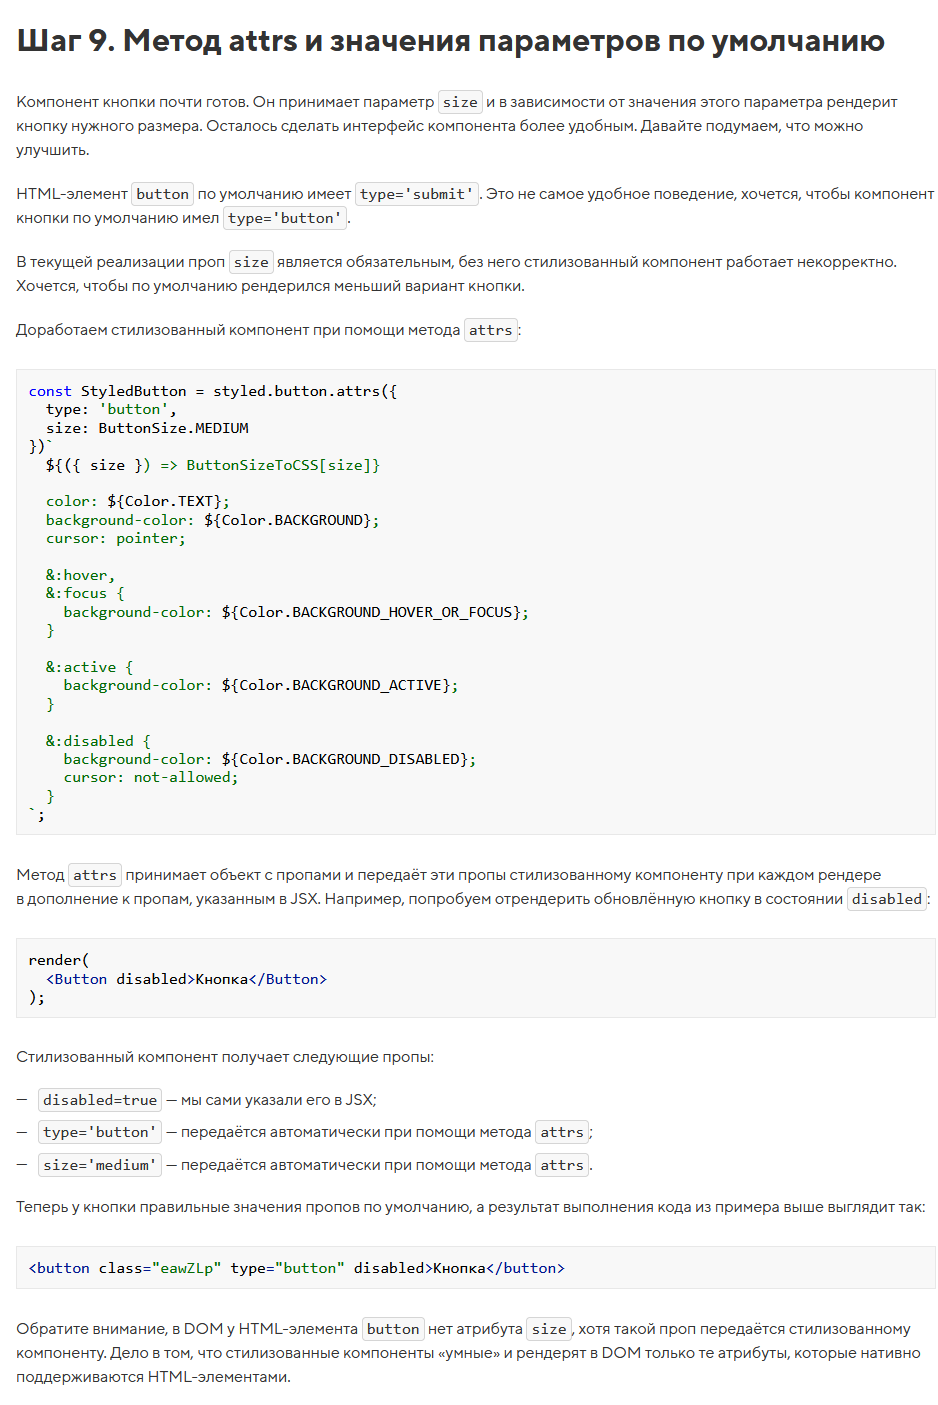 Шаг 9. Метод attrs и значения параметров по умолчанию
Компонент кнопки почти готов. Он принимает параметр size и в зависимости от значения этого параметра рендерит
кнопку нужного размера. Осталось сделать интерфейс компонента более удобным. Давайте подумаем, что можно
улучшить.
HTML-элемент button по умолчанию имеет type='submit'. Это не самое удобное поведение, хочется, чтобы компонент
кнопки по умолчанию имел type='button'.
В текущей реализации проп size является обязательным, без него стилизованный компонент работает некорректно.
Хочется, чтобы по умолчанию рендерился меньший вариант кнопки.
Доработаем стилизованный компонент при помощи метода attrs:
const StyledButton = styled.button.attrs({
  type: 'button',
  size: ButtonSize.MEDIUM
})`
  ${({ size }) => ButtonSizeToCSS[size]}
  color: ${Color.TEXT};
  background-color: ${Color.BACKGROUND};
  cursor: pointer;
  &:hover,
  &:focus {
    background-color: ${Color.BACKGROUND_HOVER_OR_FOCUS};
  }
  &:active {
    background-color: ${Color.BACKGROUND_ACTIVE};
  }
  &:disabled {
    background-color: ${Color.BACKGROUND_DISABLED};
    cursor: not-allowed;
  }
`;
Метод attrs принимает объект с пропами и передаёт эти пропы стилизованному компоненту при каждом рендере
в дополнение к пропам, указанным в JSX. Например, попробуем отрендерить обновлённую кнопку в состоянии disabled:
render(
  <Button disabled>Кнопка</Button>
);
Стилизованный компонент получает следующие пропы:
— disabled=true — мы сами указали его в JSX;
— type='button' — передаётся автоматически при помощи метода attrs;
— size='medium' — передаётся автоматически при помощи метода attrs.
Теперь у кнопки правильные значения пропов по умолчанию, а результат выполнения кода из примера выше выглядит так:
<button class="eawZLp" type="button" disabled>Кнопка</button>
Обратите внимание, в DOM у HTML-элемента button нет атрибута size, хотя такой проп передаётся стилизованному
компоненту. Дело в том, что стилизованные компоненты «умные» и рендерят в DOM только те атрибуты, которые нативно
поддерживаются HTML-элементами.